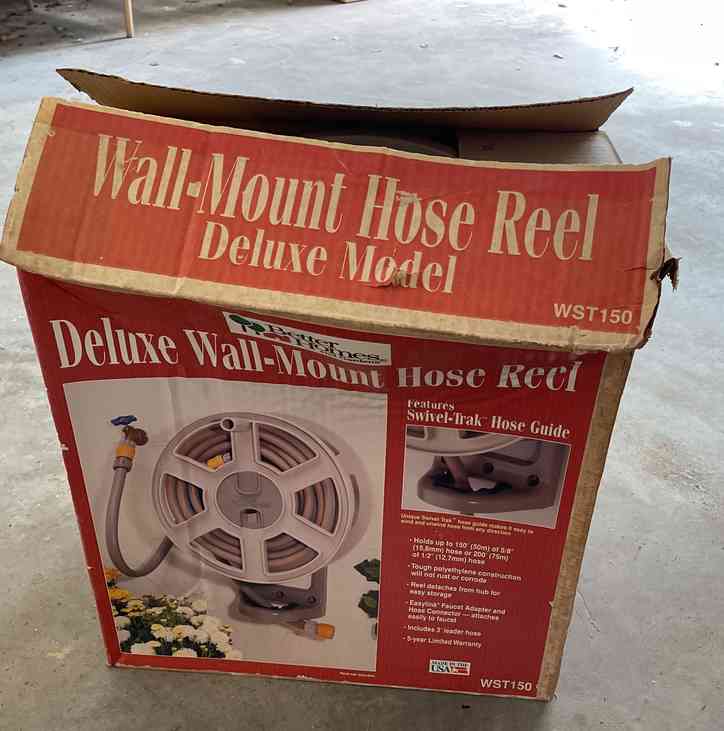 Wall-Mount Hose Reel
Deluxe Model
WST150
Better
Homes
Gardens
Deluxe Wall-Mount Hose Reel
Features
Swivel-Trak™ Hose Guide
Unique Swivel Trak™ hose guide makes it easy to
wind and unwind hose from any direction
• Holds up to 150' (50m) of 5/8"
(15,8mm) hose or 200' (75m)
of 1/2" (12,7mm) hose
• Tough polyethylene construction
will not rust or corrode
• Reel detaches from hub for
easy storage
• Easylink® Faucet Adapter and
Hose Connector — attaches
easily to faucet
• Includes 3' leader hose
• 5-year Limited Warranty
MADE IN THE
USA
WST150